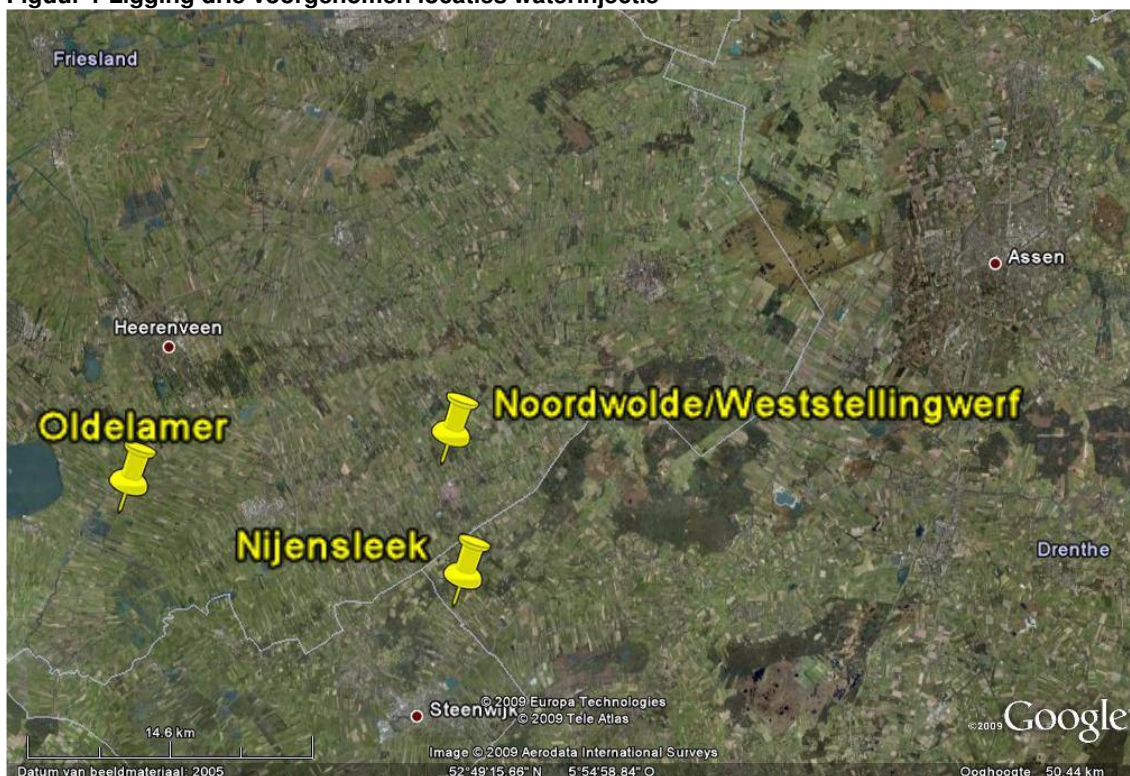 Figuur 1 Ligging drie voorgenomen locaties waterinjectie
Friesland
Assen
Heerenveen
Noordwolde/Weststellingwerf
Oldelamer
Nijensleek
Drenthe
Steenwijk
© 2009 Europa Technologies
© 2009 Tele Atlas
©2009 Google
14.6 km
Image © 2009 Aerodata International Surveys
Datum van beeldmateriaal: 2005
52°49'15.66" N 5°54'58.84" O
Ooghoogte 50.44 km